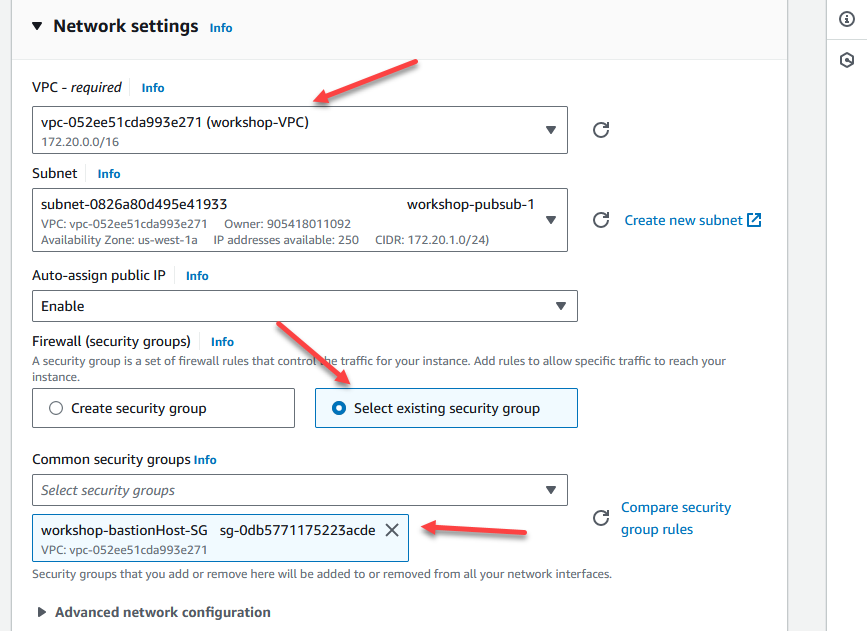 Network settings Info
VPC - required Info
vpc-052ee51cda993e271 (workshop-VPC)
172.20.0.0/16
Subnet Info
subnet-0826a80d495e41933 workshop-pubsub-1
VPC: vpc-052ee51cda993e271 Owner: 905418011092
Availability Zone: us-west-1a IP addresses available: 250 CIDR: 172.20.1.0/24)
Create new subnet
Auto-assign public IP Info
Enable
Firewall (security groups) Info
A security group is a set of firewall rules that control the traffic for your instance. Add rules to allow specific traffic to reach your
instance.
Create security group
Select existing security group
Common security groups Info
Select security groups
workshop-bastionHost-SG sg-0db5771175223acde
VPC: vpc-052ee51cda993e271
Compare security
group rules
Security groups that you add or remove here will be added to or removed from all your network interfaces.
Advanced network configuration